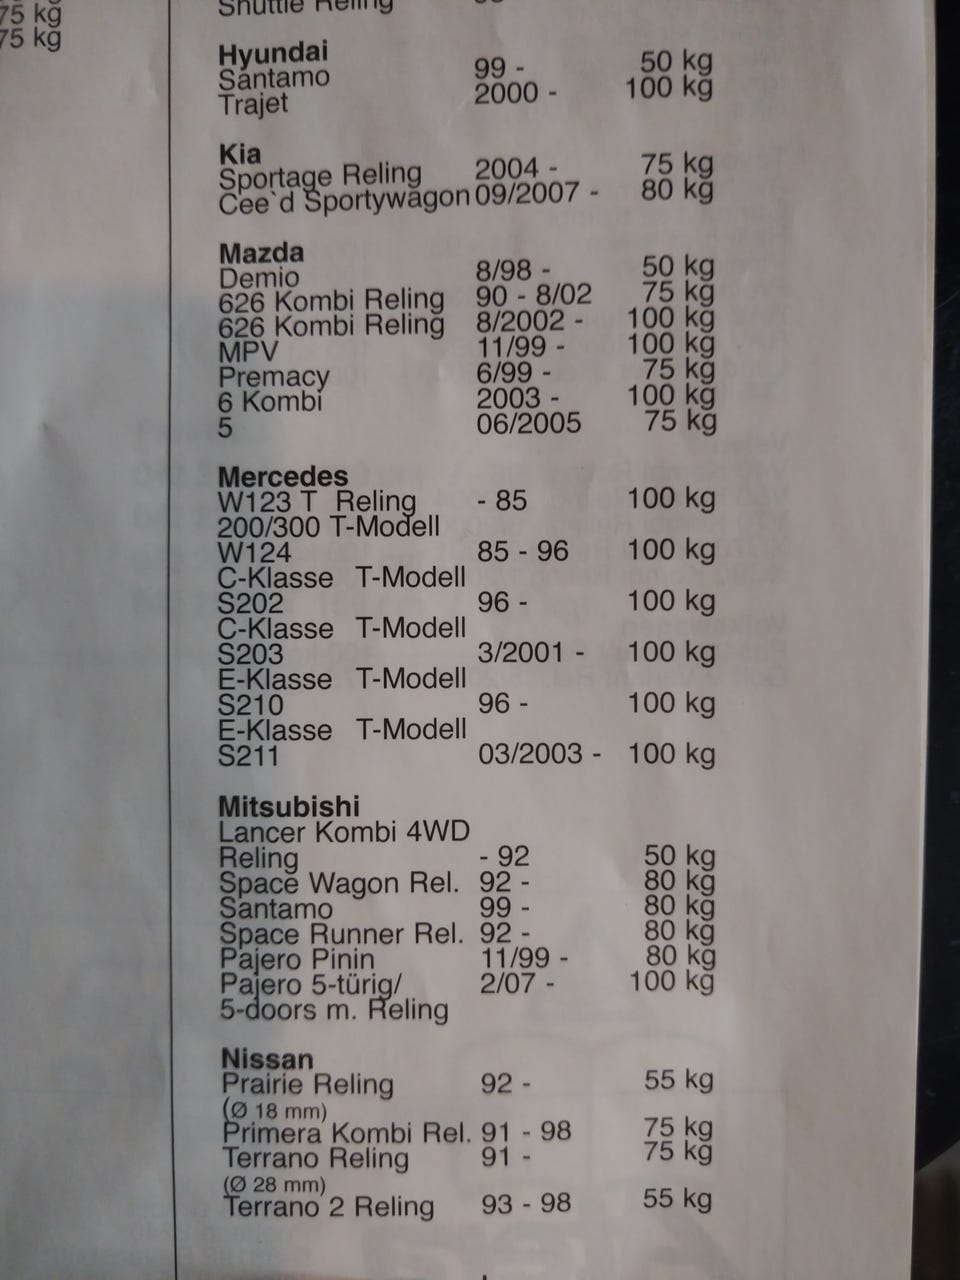 75 kg
75 kg
Shuttle Reling
Hyundai
Santamo 99 - 50 kg
Trajet 2000 - 100 kg
Kia
Sportage Reling 2004 - 75 kg
Cee`d Sportywagon 09/2007 - 80 kg
Mazda
Demio 8/98 - 50 kg
626 Kombi Reling 90 - 8/02 75 kg
626 Kombi Reling 8/2002 - 100 kg
MPV 11/99 - 100 kg
Premacy 6/99 - 75 kg
6 Kombi 2003 - 100 kg
5 06/2005 75 kg
Mercedes
W123 T Reling - 85 100 kg
200/300 T-Modell
W124 85 - 96 100 kg
C-Klasse T-Modell
S202 96 - 100 kg
C-Klasse T-Modell
S203 3/2001 - 100 kg
E-Klasse T-Modell
S210 96 - 100 kg
E-Klasse T-Modell
S211 03/2003 - 100 kg
Mitsubishi
Lancer Kombi 4WD
Reling - 92 50 kg
Space Wagon Rel. 92 - 80 kg
Santamo 99 - 80 kg
Space Runner Rel. 92 - 80 kg
Pajero Pinin 11/99 - 80 kg
Pajero 5-türig/ 2/07 - 100 kg
5-doors m. Reling
Nissan
Prairie Reling 92 - 55 kg
(Ø 18 mm)
Primera Kombi Rel. 91 - 98 75 kg
Terrano Reling 91 - 75 kg
(Ø 28 mm)
Terrano 2 Reling 93 - 98 55 kg